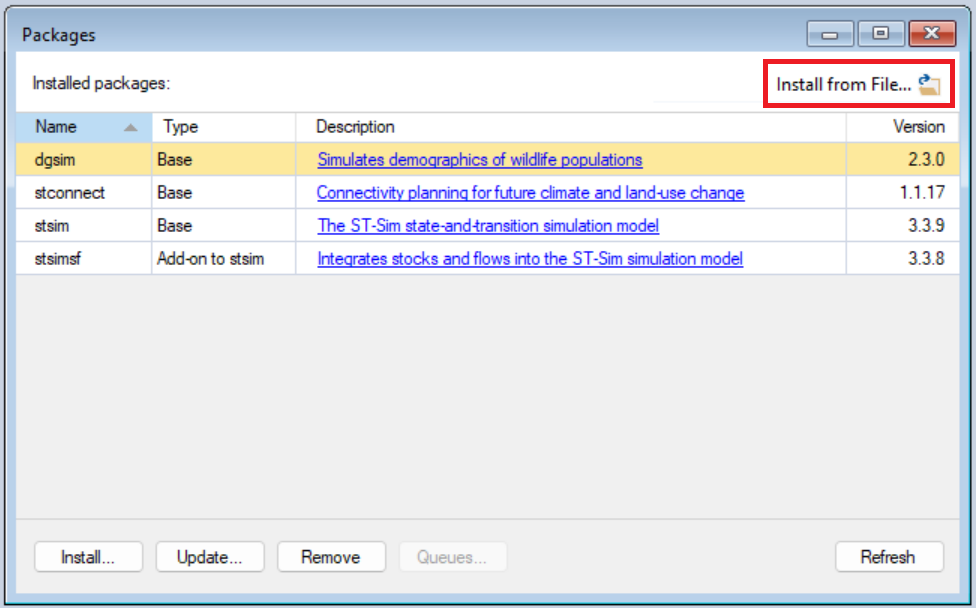 Packages
Installed packages:
Install from File...
Name Type Description Version
dgsim Base Simulates demographics of wildlife populations 2.3.0
stconnect Base Connectivity planning for future climate and land-use change 1.1.17
stsim Base The ST-Sim state-and-transition simulation model 3.3.9
stsimsf Add-on to stsim Integrates stocks and flows into the ST-Sim simulation model 3.3.8
Install... Update... Remove Queues... Refresh